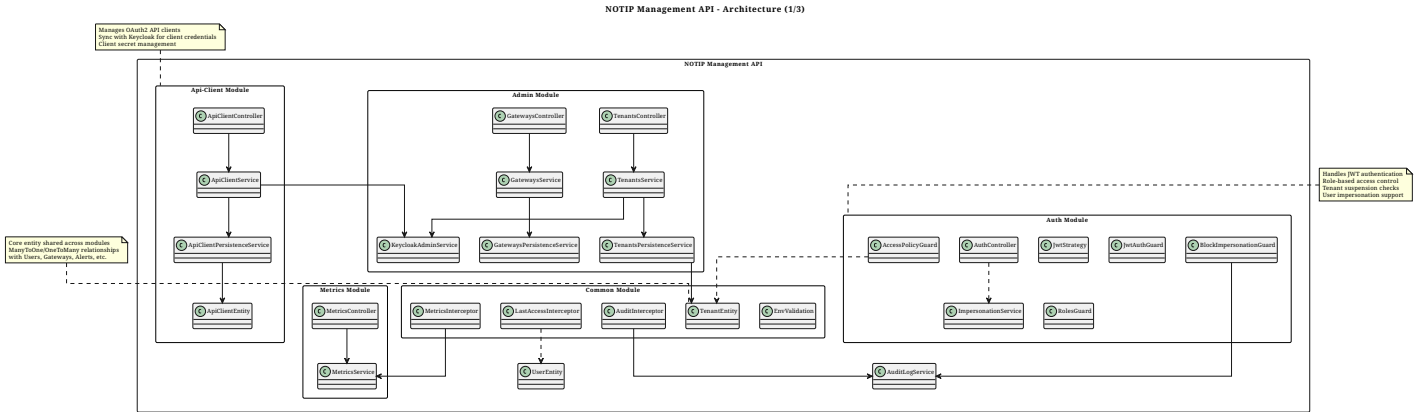 NOTIP Management API - Architecture (1/3)
Manages OAuth2 API clients
Sync with Keycloak for client credentials
Client secret management
NOTIP Management API
Api-Client Module
Admin Module
C ApiClientController
C GatewaysController
C TenantsController
C ApiClientService
C GatewaysService
C TenantsService
Handles JWT authentication
Role-based access control
Tenant suspension checks
User impersonation support
Auth Module
Core entity shared across modules
ManyToOne/OneToMany relationships
with Users, Gateways, Alerts, etc.
C ApiClientPersistenceService
C KeycloakAdminService
C GatewaysPersistenceService
C TenantsPersistenceService
C AccessPolicyGuard
C AuthController
C JwtStrategy
C JwtAuthGuard
C BlockImpersonationGuard
Metrics Module
Common Module
C ApiClientEntity
C MetricsController
C MetricsInterceptor
C LastAccessInterceptor
C AuditInterceptor
C TenantEntity
C EnvValidation
C ImpersonationService
C RolesGuard
C MetricsService
C UserEntity
C AuditLogService